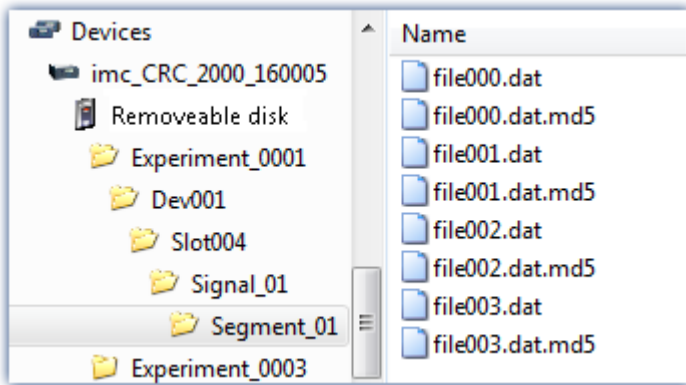 Devices
imc_CRC_2000_160005
Removeable disk
Experiment_0001
Dev001
Slot004
Signal_01
Segment_01
Experiment_0003
Name
file000.dat
file000.dat.md5
file001.dat
file001.dat.md5
file002.dat
file002.dat.md5
file003.dat
file003.dat.md5